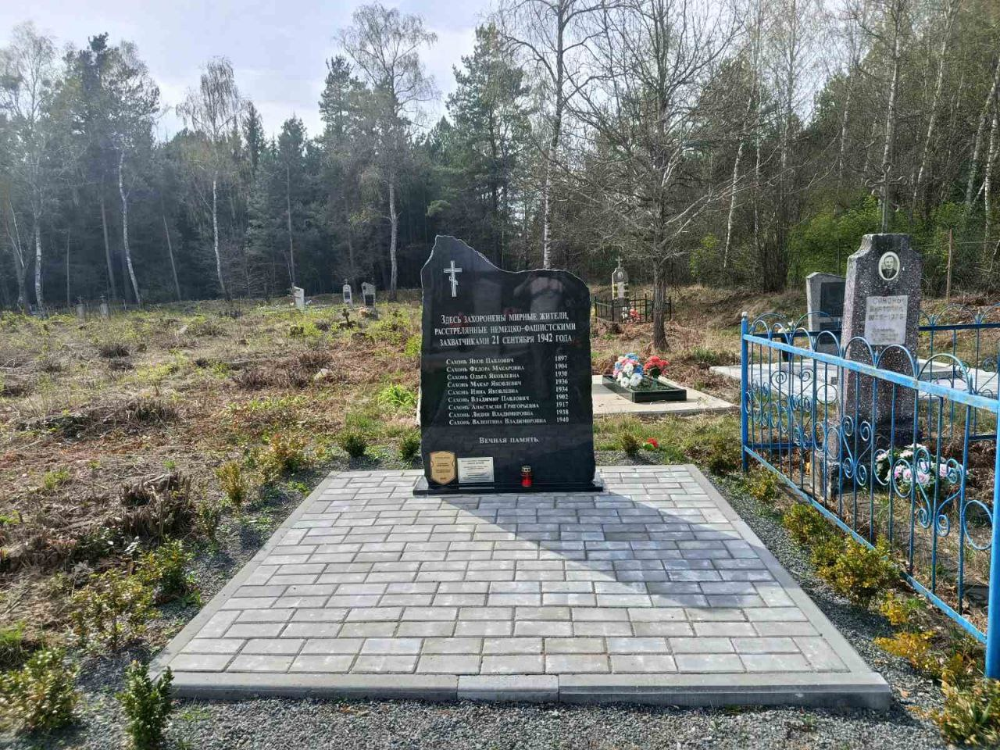 Здесь захоронены мирные жители,
расстрелянные немецко-фашистскими
захватчиками 21 сентября 1942 года
Сахонь Яков Павлович 1897
Сахонь Федора Макаровна 1904
Сахонь Ольга Яковлевна 1930
Сахонь Макар Яковлевич 1936
Сахонь Нина Яковлевна 1934
Сахонь Владимир Павлович 1902
Сахонь Анастасия Григорьевна 1917
Сахонь Лидия Владимировна 1938
Сахонь Валентина Владимировна 1940
Вечная память.
Сахонь